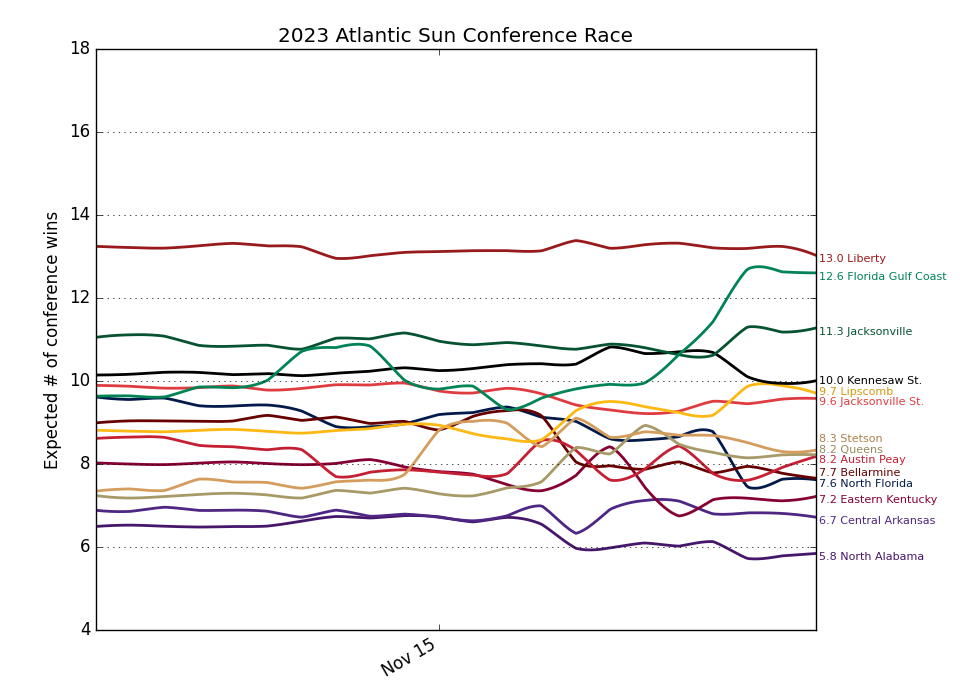 2023 Atlantic Sun Conference Race
Expected # of conference wins
18
16
14
12
10
8
6
4
Nov 15
13.0 Liberty
12.6 Florida Gulf Coast
11.3 Jacksonville
10.0 Kennesaw St.
9.7 Lipscomb
9.6 Jacksonville St.
8.3 Stetson
8.2 Queens
8.2 Austin Peay
7.7 Bellarmine
7.6 North Florida
7.2 Eastern Kentucky
6.7 Central Arkansas
5.8 North Alabama